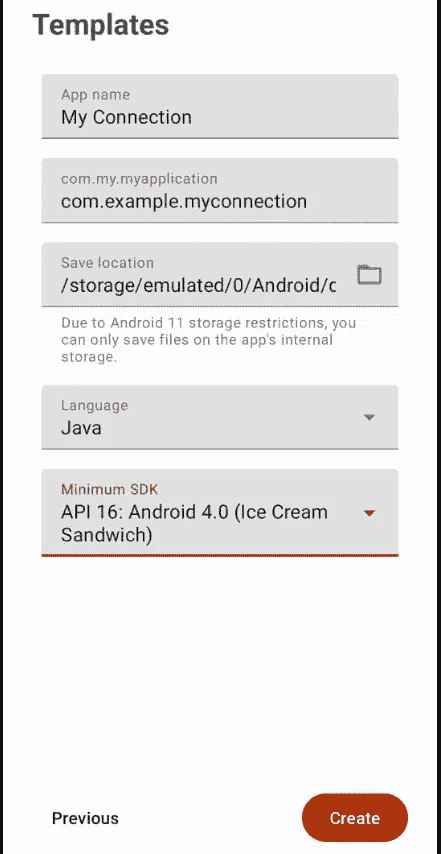 Templates
App name
My Connection
com.my.myapplication
com.example.myconnection
Save location
/storage/emulated/0/Android/c
Due to Android 11 storage restrictions, you
can only save files on the app's internal
storage.
Language
Java
Minimum SDK
API 16: Android 4.0 (Ice Cream
Sandwich)
Previous
Create